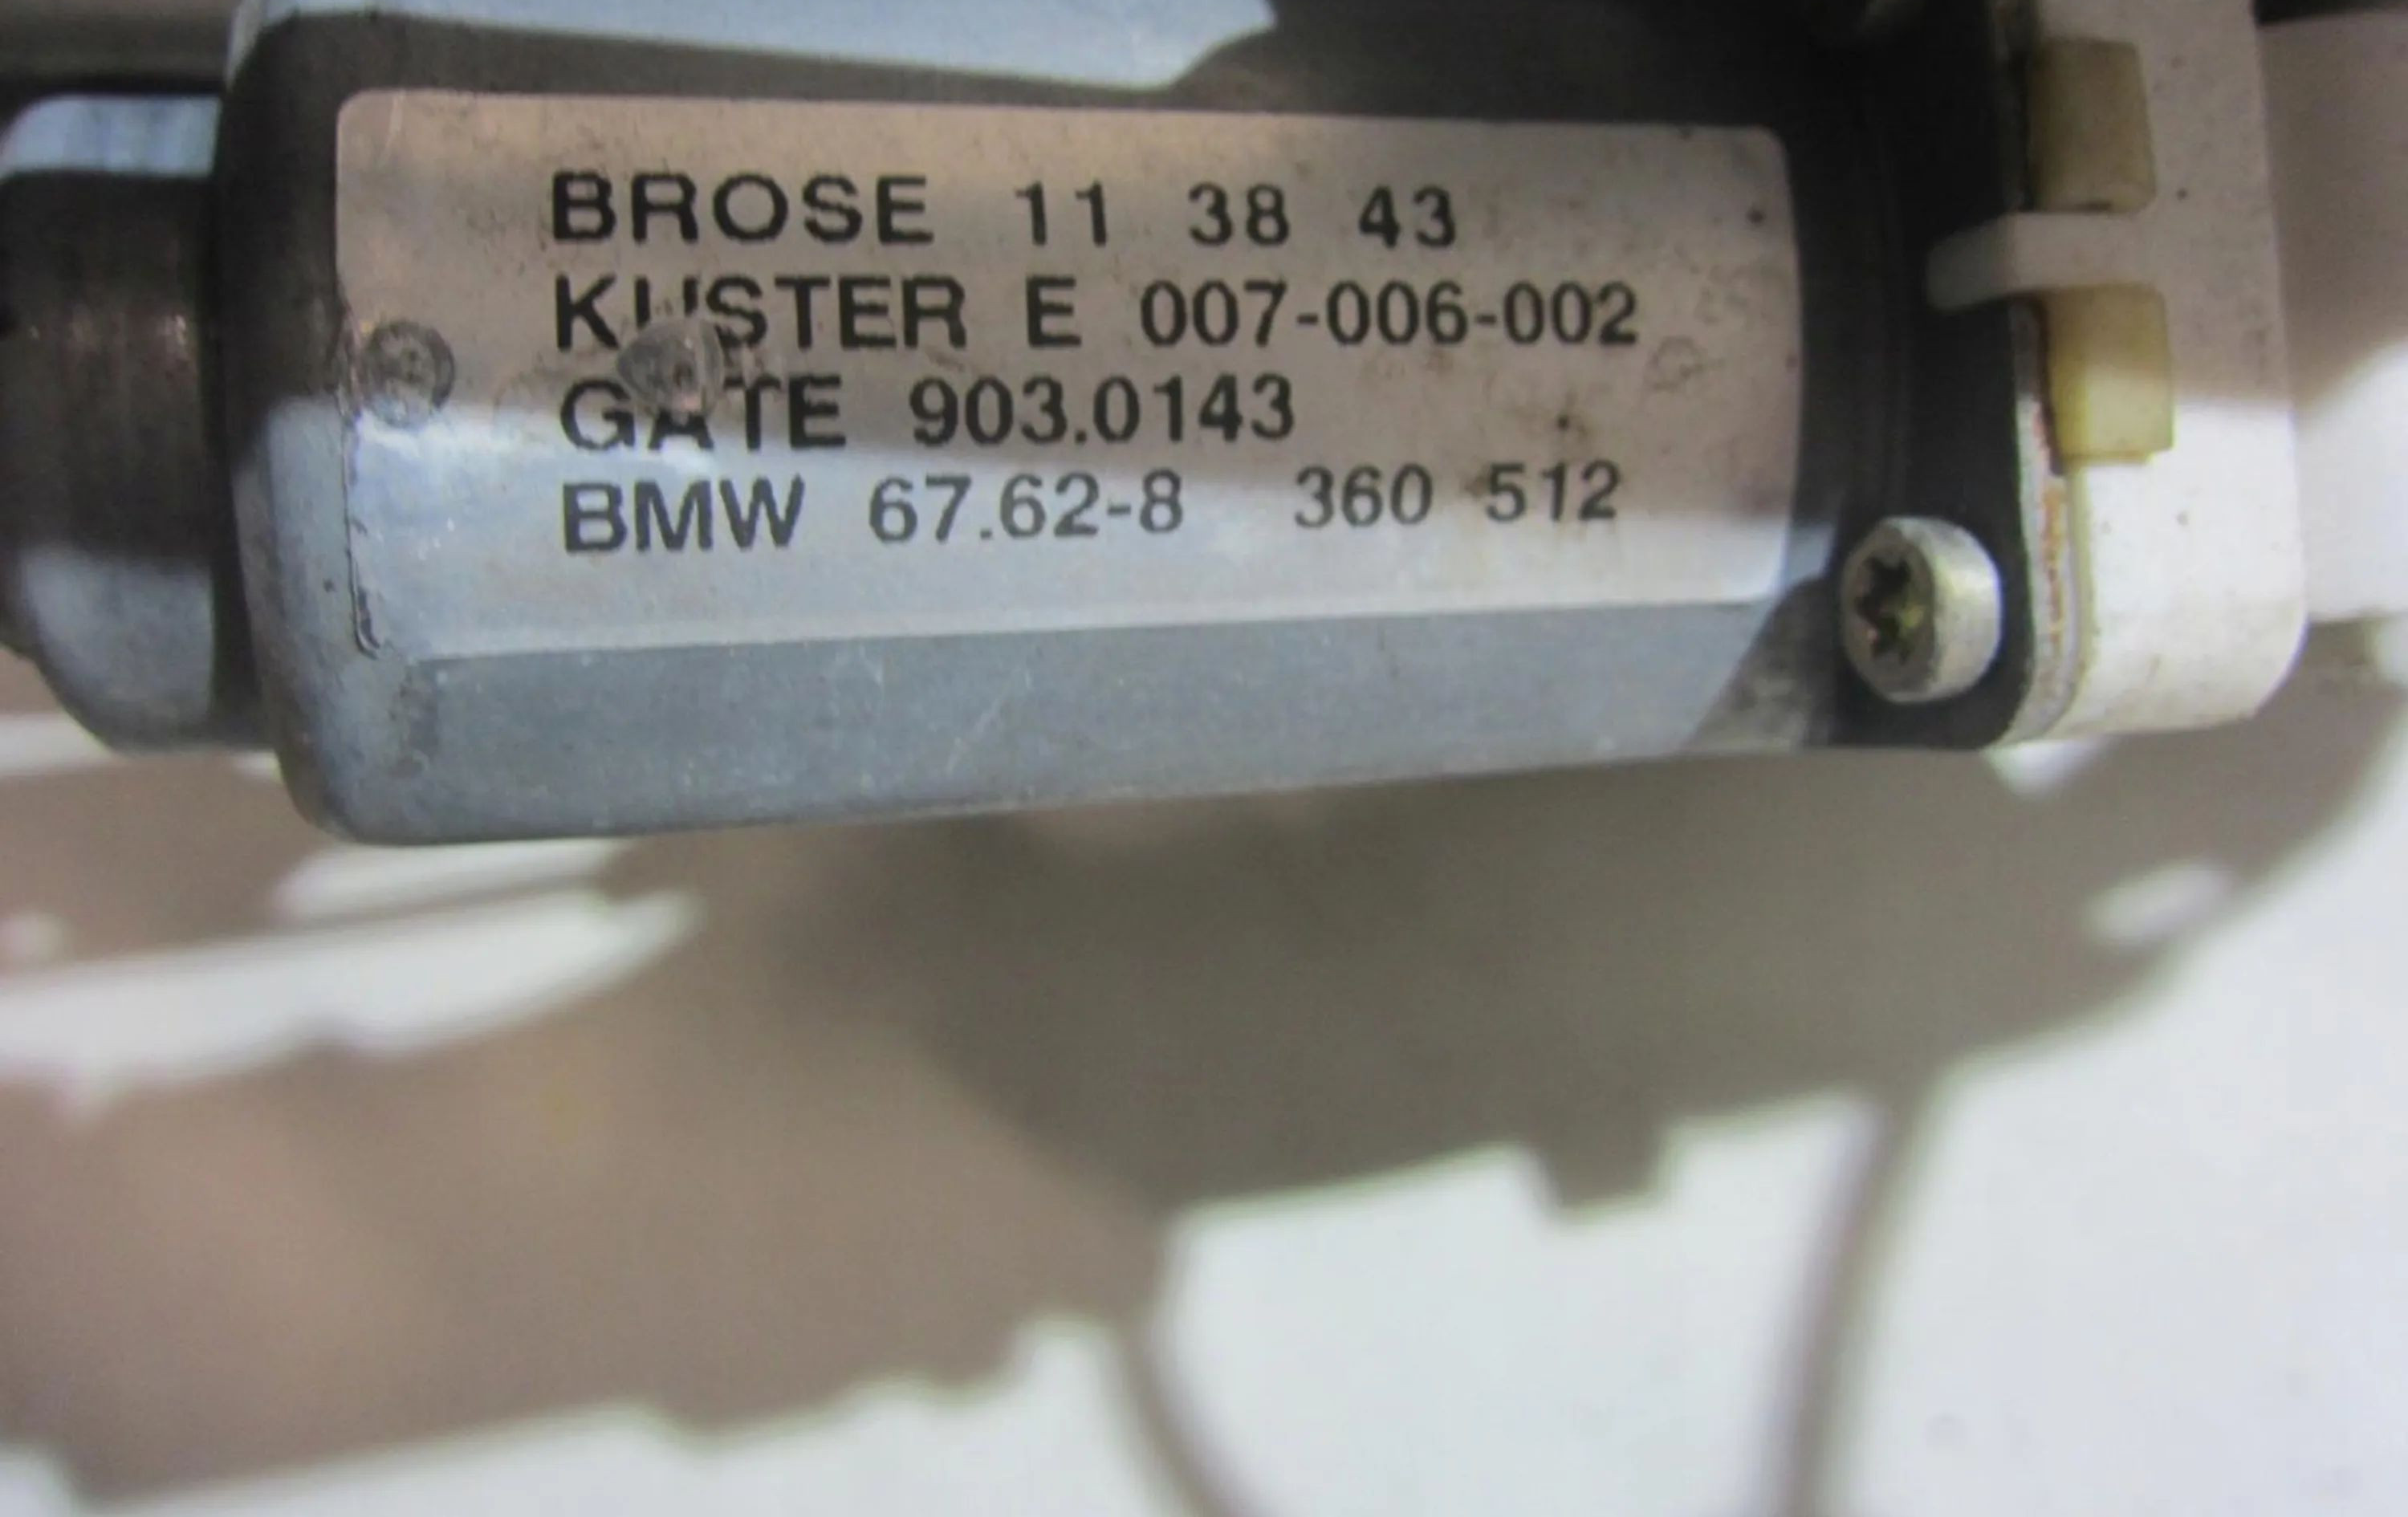 BROSE 11 38 43
KUSTER E 007-006-002
GATE 903.0143
BMW 67.62-8 360 512